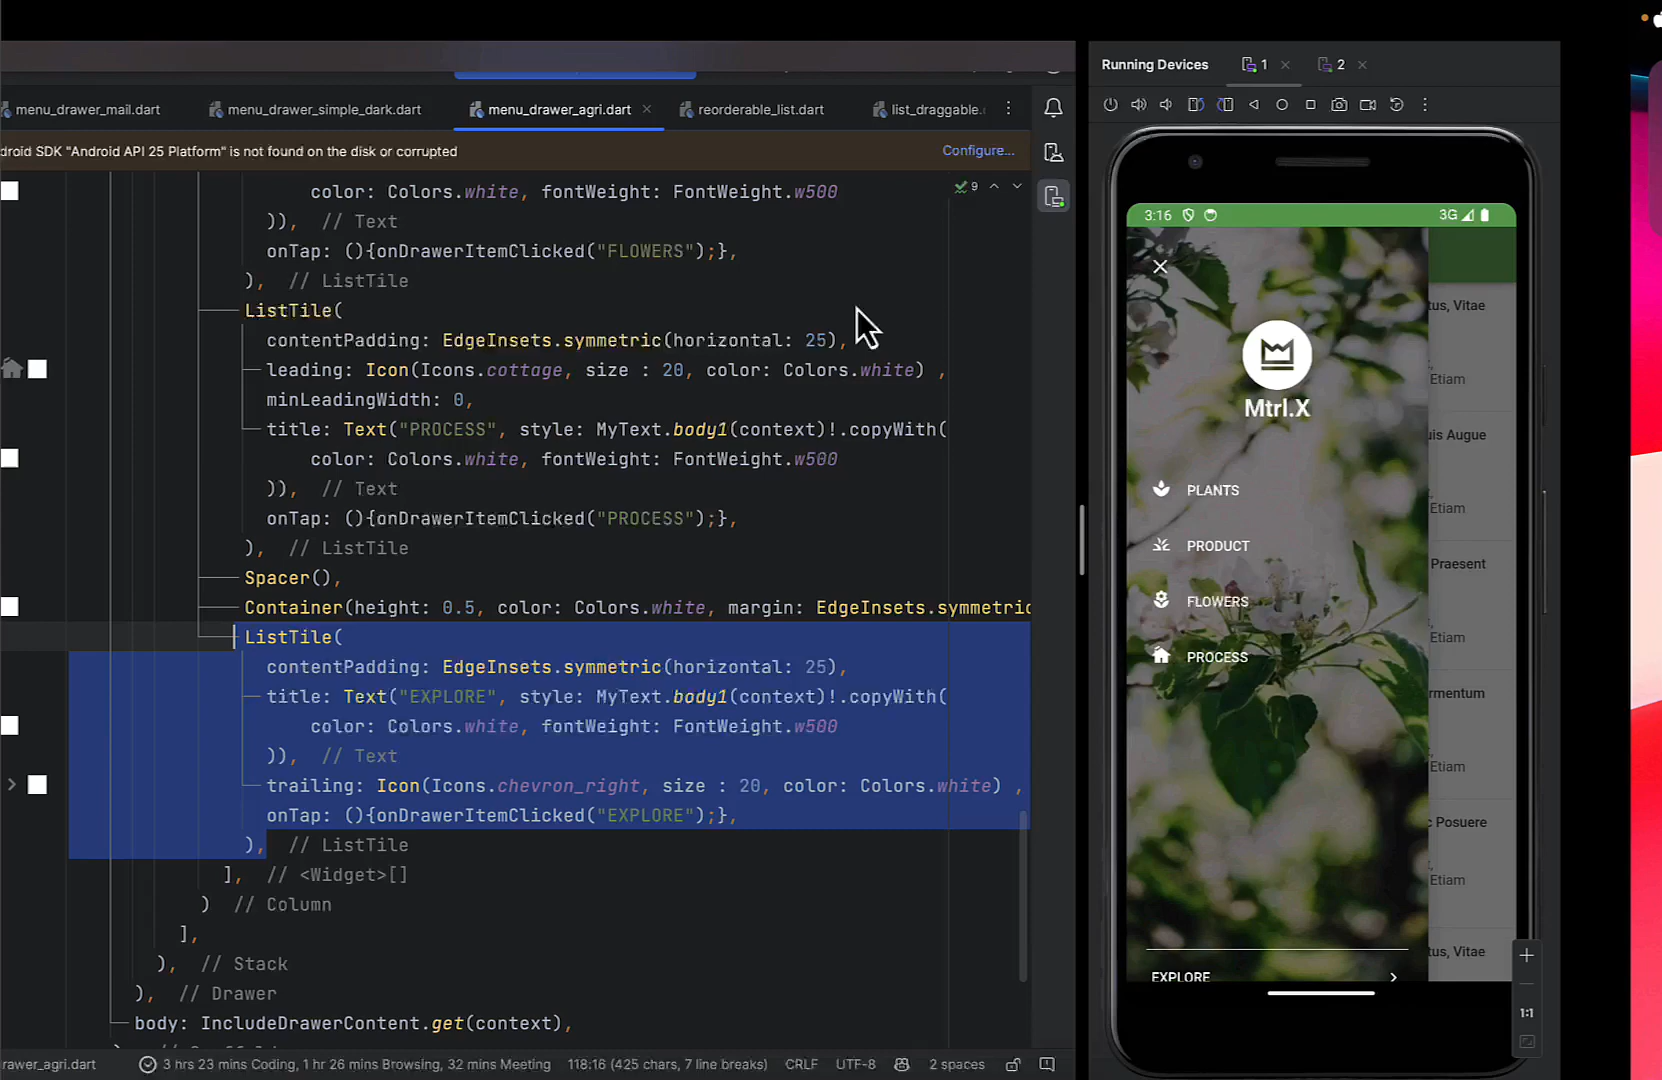 Running Devices
1
2
menu_drawer_mail.dart
menu_drawer_simple_dark.dart
menu_drawer_agri.dart
reorderable_list.dart
list_draggable.
droid SDK "Android API 25 Platform" is not found on the disk or corrupted
Configure...
9
color: Colors.white, fontWeight: FontWeight.w500
)), // Text
onTap: (){onDrawerItemClicked("FLOWERS");},
), // ListTile
ListTile(
contentPadding: EdgeInsets.symmetric(horizontal: 25),
leading: Icon(Icons.cottage, size : 20, color: Colors.white) ,
minLeadingWidth: 0,
title: Text("PROCESS", style: MyText.body1(context)!.copyWith(
color: Colors.white, fontWeight: FontWeight.w500
)), // Text
onTap: (){onDrawerItemClicked("PROCESS");},
), // ListTile
Spacer(),
Container(height: 0.5, color: Colors.white, margin: EdgeInsets.symmetric
ListTile(
contentPadding: EdgeInsets.symmetric(horizontal: 25),
title: Text("EXPLORE", style: MyText.body1(context)!.copyWith(
color: Colors.white, fontWeight: FontWeight.w500
)), // Text
trailing: Icon(Icons.chevron_right, size : 20, color: Colors.white) ,
onTap: (){onDrawerItemClicked("EXPLORE");},
), // ListTile
], // <Widget>[]
) // Column
],
), // Stack
), // Drawer
body: IncludeDrawerContent.get(context),
rawer_agri.dart
3 hrs 23 mins Coding, 1 hr 26 mins Browsing, 32 mins Meeting
118:16 (425 chars, 7 line breaks)
CRLF
UTF-8
2 spaces
3:16
3G
Mtrl.X
PLANTS
PRODUCT
FLOWERS
PROCESS
EXPLORE
tus, Vitae
Etiam
uis Augue
Etiam
Praesent
Etiam
rmentum
Etiam
c Posuere
Etiam
tus, Vitae
1:1